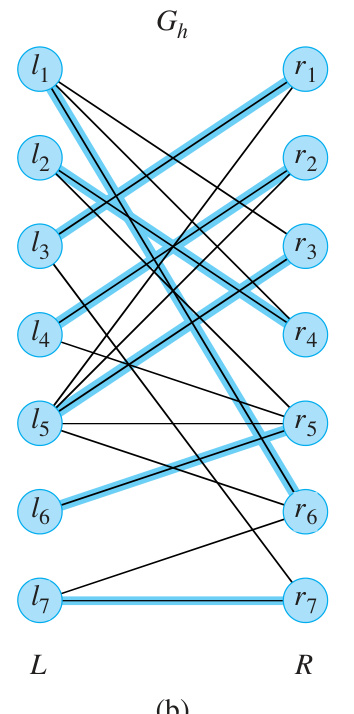 G_h
l_1 r_1
l_2 r_2
l_3 r_3
l_4 r_4
l_5 r_5
l_6 r_6
l_7 r_7
L R
(b)